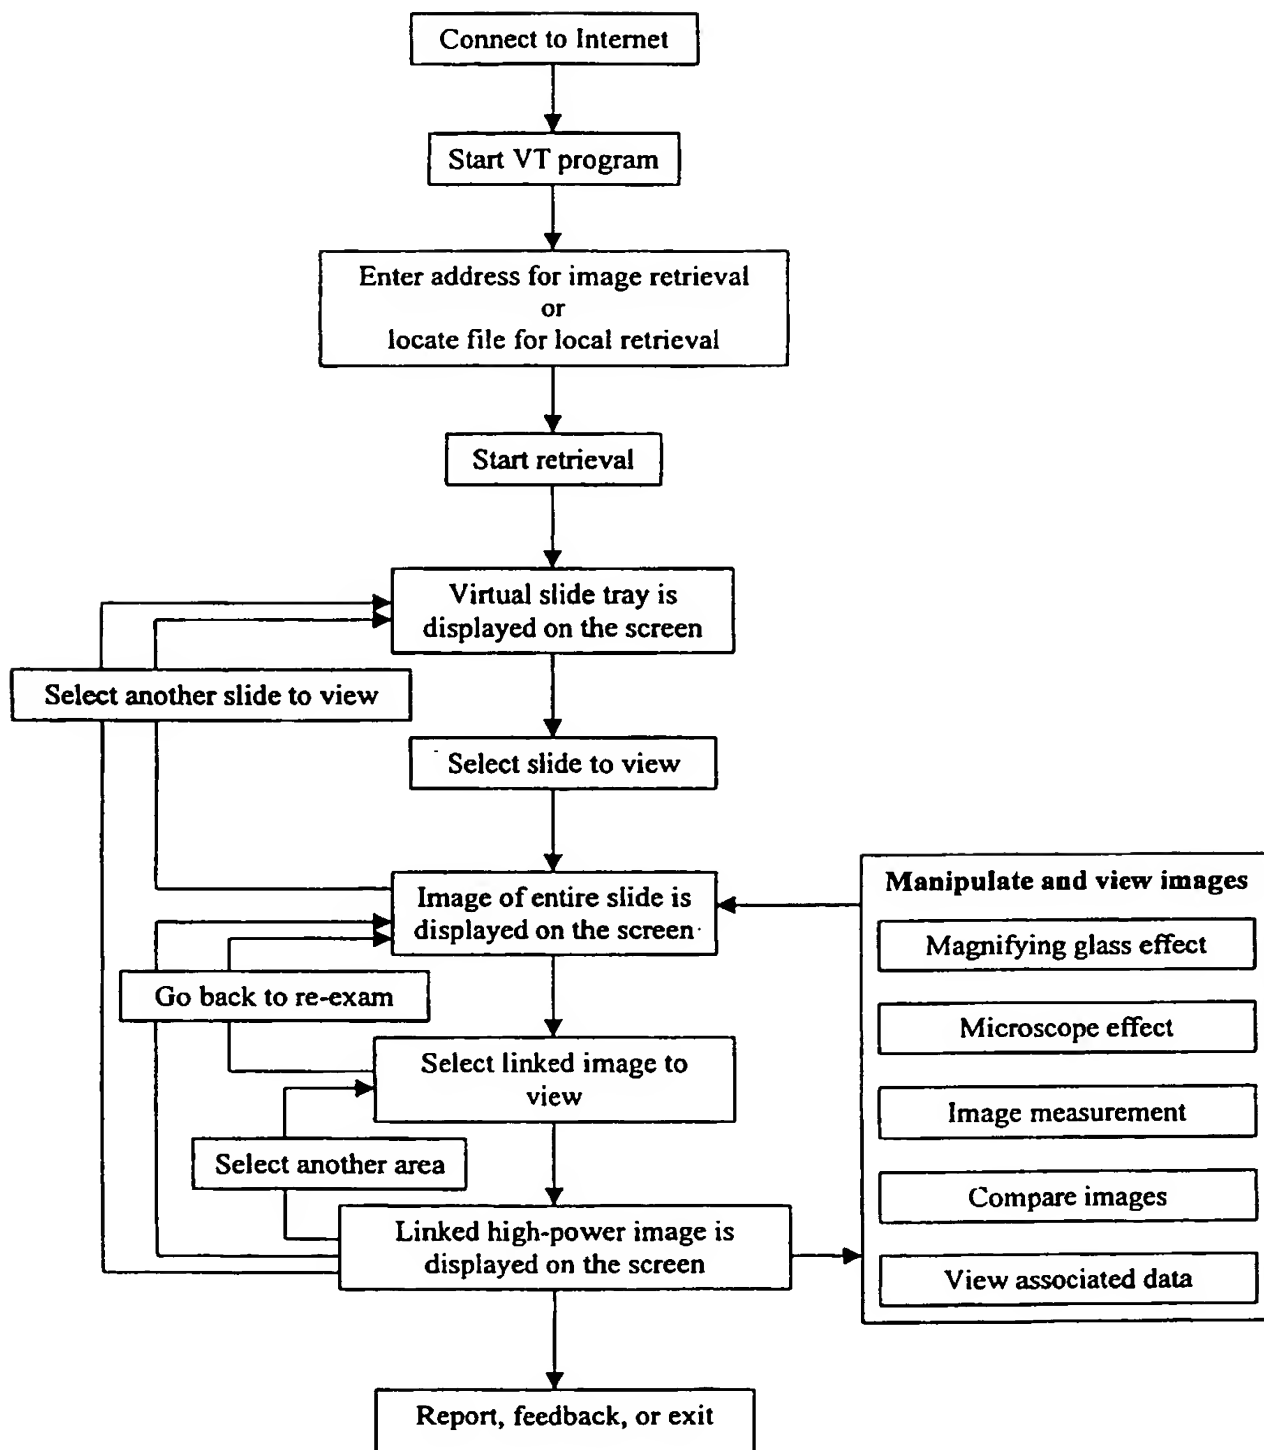 Connect to Internet
Start VT program
Enter address for image retrieval
or
locate file for local retrieval
Start retrieval
Virtual slide tray is
displayed on the screen
Select another slide to view
Select slide to view
Image of entire slide is
displayed on the screen
Manipulate and view images
Magnifying glass effect
Go back to re-exam
Microscope effect
Select linked image to
view
Image measurement
Select another area
Compare images
Linked high-power image is
displayed on the screen
View associated data
Report, feedback, or exit